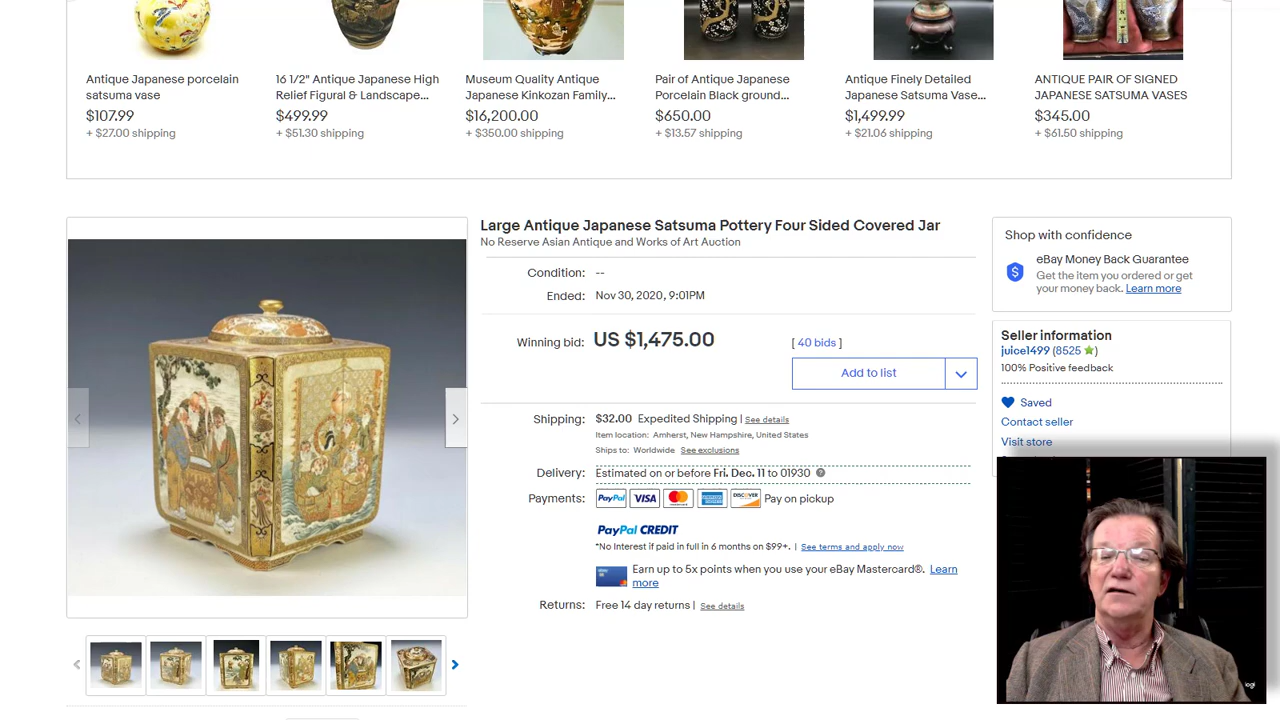 Antique Japanese porcelain satsuma vase
$107.99
+ $27.00 shipping
16 1/2" Antique Japanese High Relief Figural & Landscape...
$499.99
+ $51.30 shipping
Museum Quality Antique Japanese Kinkozan Family...
$16,200.00
+ $350.00 shipping
Pair of Antique Japanese Porcelain Black ground...
$650.00
+ $13.57 shipping
Antique Finely Detailed Japanese Satsuma Vase...
$1,499.99
+ $21.06 shipping
ANTIQUE PAIR OF SIGNED JAPANESE SATSUMA VASES
$345.00
+ $61.50 shipping
Large Antique Japanese Satsuma Pottery Four Sided Covered Jar
No Reserve Asian Antique and Works of Art Auction
Condition: --
Ended: Nov 30, 2020, 9:01PM
Winning bid: US $1,475.00 [ 40 bids ]
Add to list
Shipping: $32.00 Expedited Shipping | See details
Item location: Amherst, New Hampshire, United States
Ships to: Worldwide See exclusions
Delivery: Estimated on or before Fri. Dec. 11 to 01930
Payments: PayPal VISA MasterCard AMERICAN EXPRESS DISCOVER Pay on pickup
PayPal CREDIT
*No Interest if paid in full in 6 months on $99+. | See terms and apply now
Earn up to 5x points when you use your eBay Mastercard®. Learn more
Returns: Free 14 day returns | See details
Shop with confidence
eBay Money Back Guarantee
Get the item you ordered or get your money back. Learn more
Seller information
juice1499 (8525 )
100% Positive feedback
Saved
Contact seller
Visit store
logi